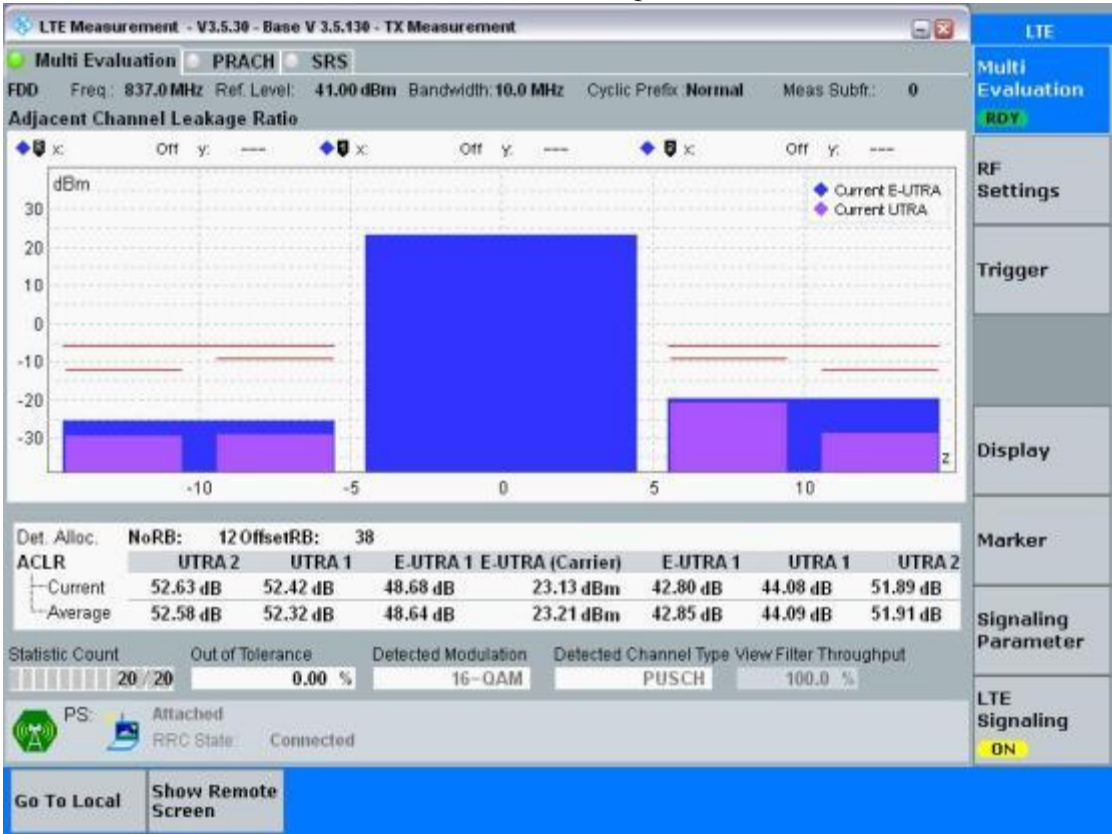 LTE Measurement - V3.5.30 - Base V 3.5.130 - TX Measurement
LTE
Multi Evaluation PRACH SRS
Multi
Evaluation
RDY
FDD Freq.: 837.0 MHz Ref. Level: 41.00 dBm Bandwidth: 10.0 MHz Cyclic Prefix: Normal Meas Subfr.: 0
Adjacent Channel Leakage Ratio
x: Off y: --- x: Off y: --- x: Off y: ---
dBm
Current E-UTRA
Current UTRA
30
20
10
0
-10
-20
-30
z
-10 -5 0 5 10
RF
Settings
Trigger
Display
Marker
Signaling
Parameter
LTE
Signaling
ON
Det. Alloc. NoRB: 12 OffsetRB: 38
ACLR UTRA 2 UTRA 1 E-UTRA 1 E-UTRA (Carrier) E-UTRA 1 UTRA 1 UTRA 2
Current 52.63 dB 52.42 dB 48.68 dB 23.13 dBm 42.80 dB 44.08 dB 51.89 dB
Average 52.58 dB 52.32 dB 48.64 dB 23.21 dBm 42.85 dB 44.09 dB 51.91 dB
Statistic Count Out of Tolerance Detected Modulation Detected Channel Type View Filter Throughput
20 / 20 0.00 % 16-QAM PUSCH 100.0 %
PS: Attached
RRC State: Connected
Go To Local
Show Remote
Screen